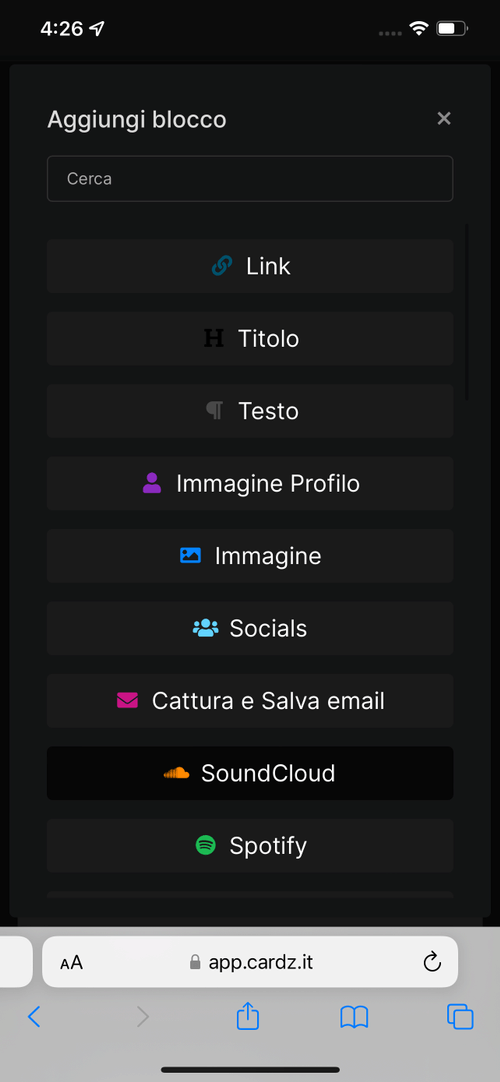 4:26
Aggiungi blocco
Cerca
Link
H Titolo
¶ Testo
Immagine Profilo
Immagine
Socials
Cattura e Salva email
SoundCloud
Spotify
AA app.cardz.it